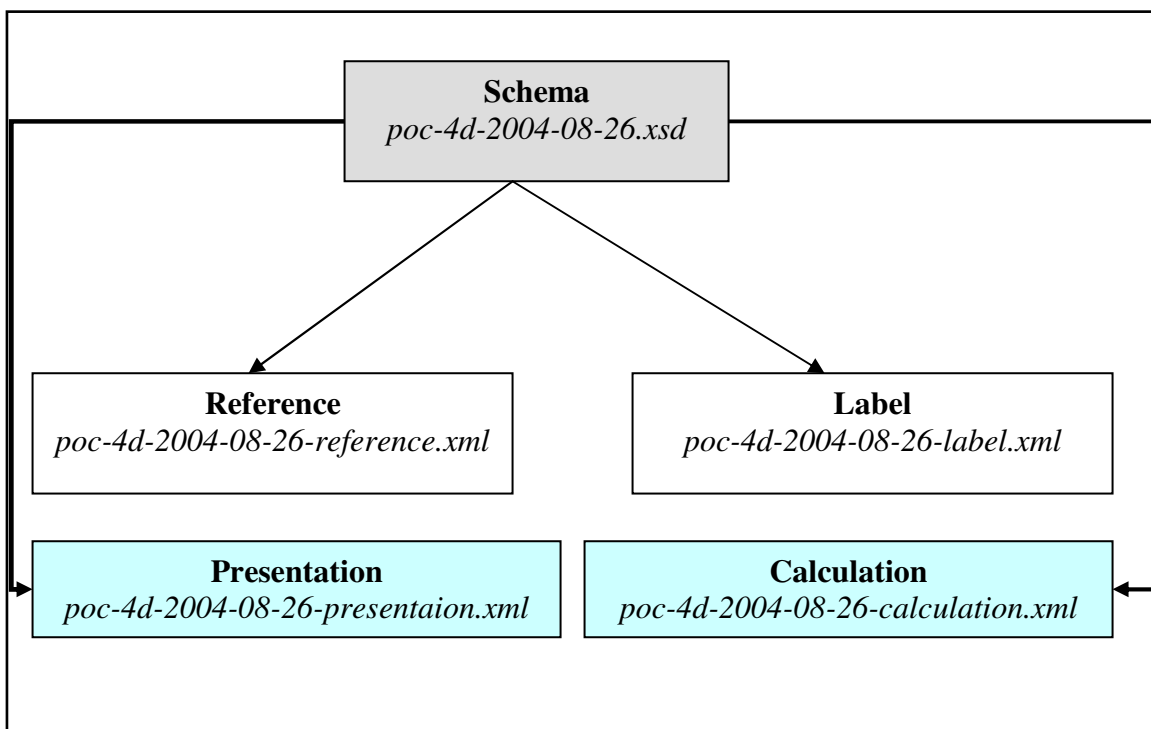 Schema
poc-4d-2004-08-26.xsd
Reference
poc-4d-2004-08-26-reference.xml
Label
poc-4d-2004-08-26-label.xml
Presentation
poc-4d-2004-08-26-presentaion.xml
Calculation
poc-4d-2004-08-26-calculation.xml